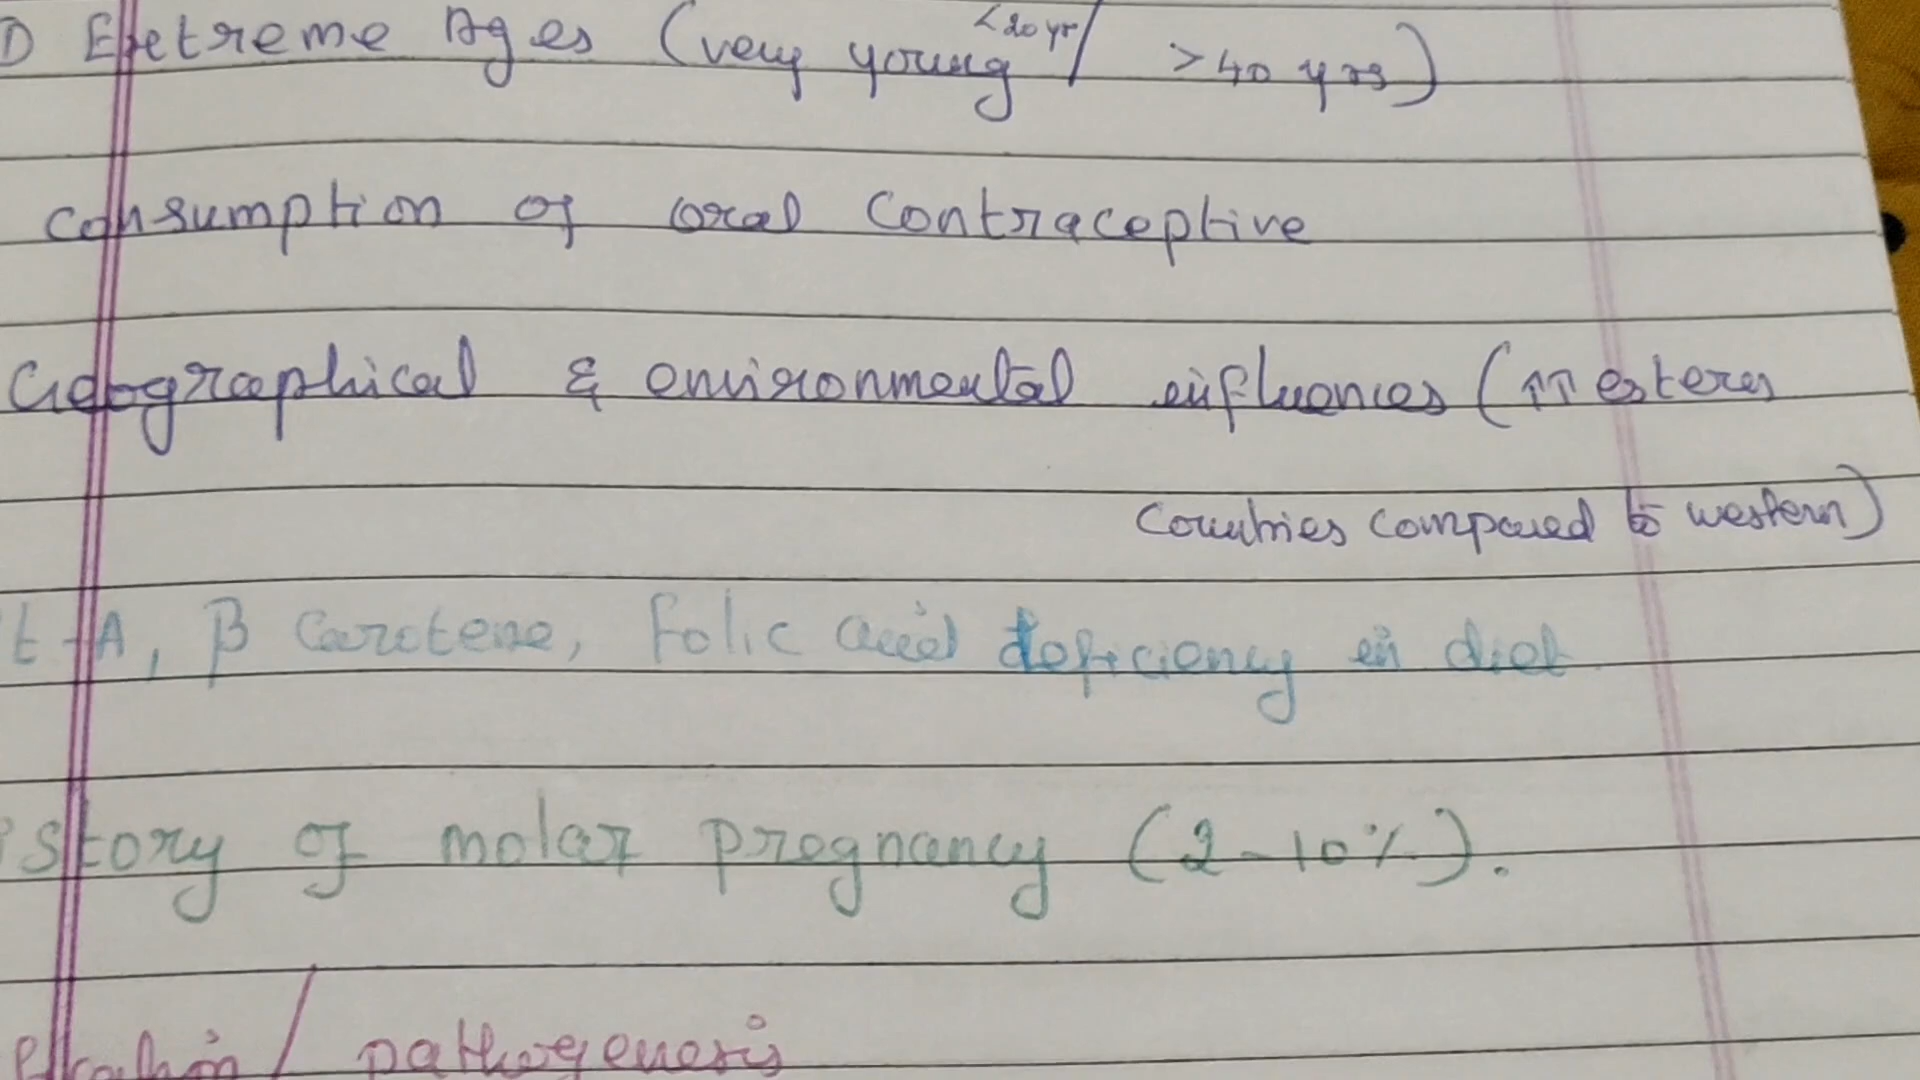 Extreme Ages (very young <20 yr/ >40 yrs)
Consumption of oral contraceptive
Geographical & environmental influences (↑↑ estern
Countries compared to western)
t-A, β Carotene, Folic acid deficiency in diet
story of molar pregnancy (2-10%).
/ pathogenesis